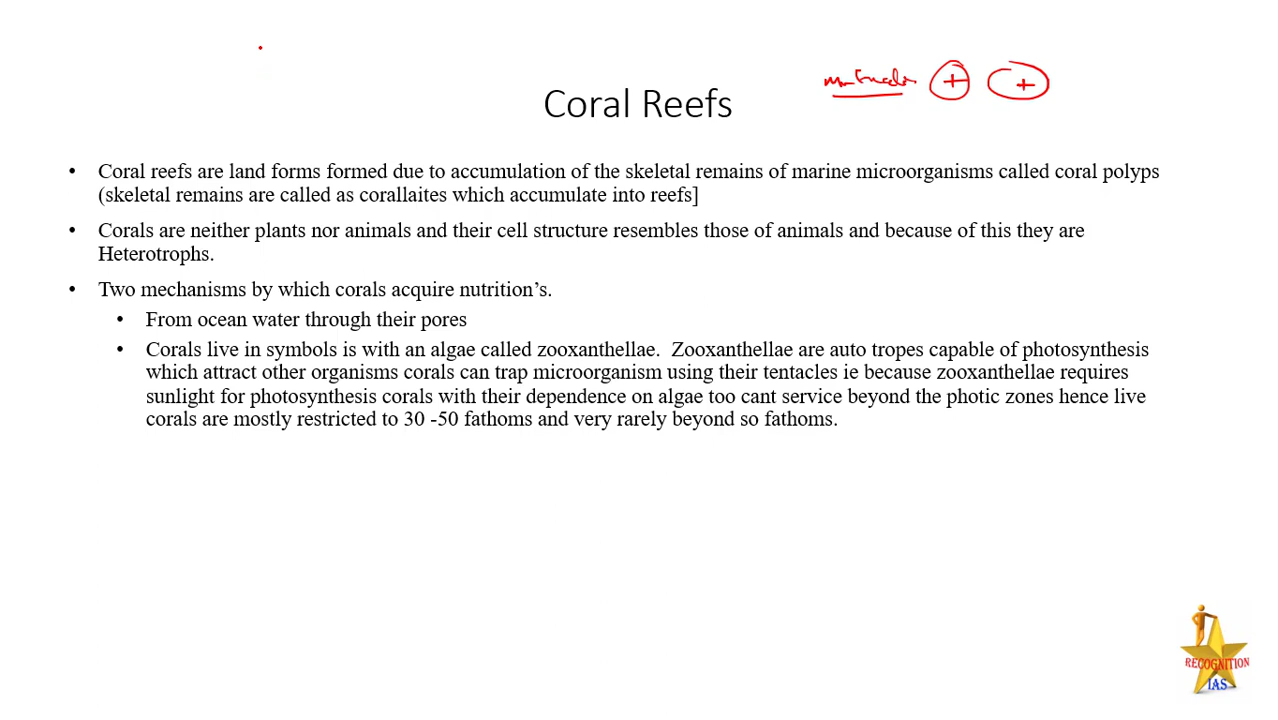 Coral Reefs
+ +
• Coral reefs are land forms formed due to accumulation of the skeletal remains of marine microorganisms called coral polyps
(skeletal remains are called as corallaites which accumulate into reefs]
• Corals are neither plants nor animals and their cell structure resembles those of animals and because of this they are
Heterotrophs.
• Two mechanisms by which corals acquire nutrition’s.
• From ocean water through their pores
• Corals live in symbols is with an algae called zooxanthellae. Zooxanthellae are auto tropes capable of photosynthesis
which attract other organisms corals can trap microorganism using their tentacles ie because zooxanthellae requires
sunlight for photosynthesis corals with their dependence on algae too cant service beyond the photic zones hence live
corals are mostly restricted to 30 -50 fathoms and very rarely beyond so fathoms.
RECOGNITION
IAS